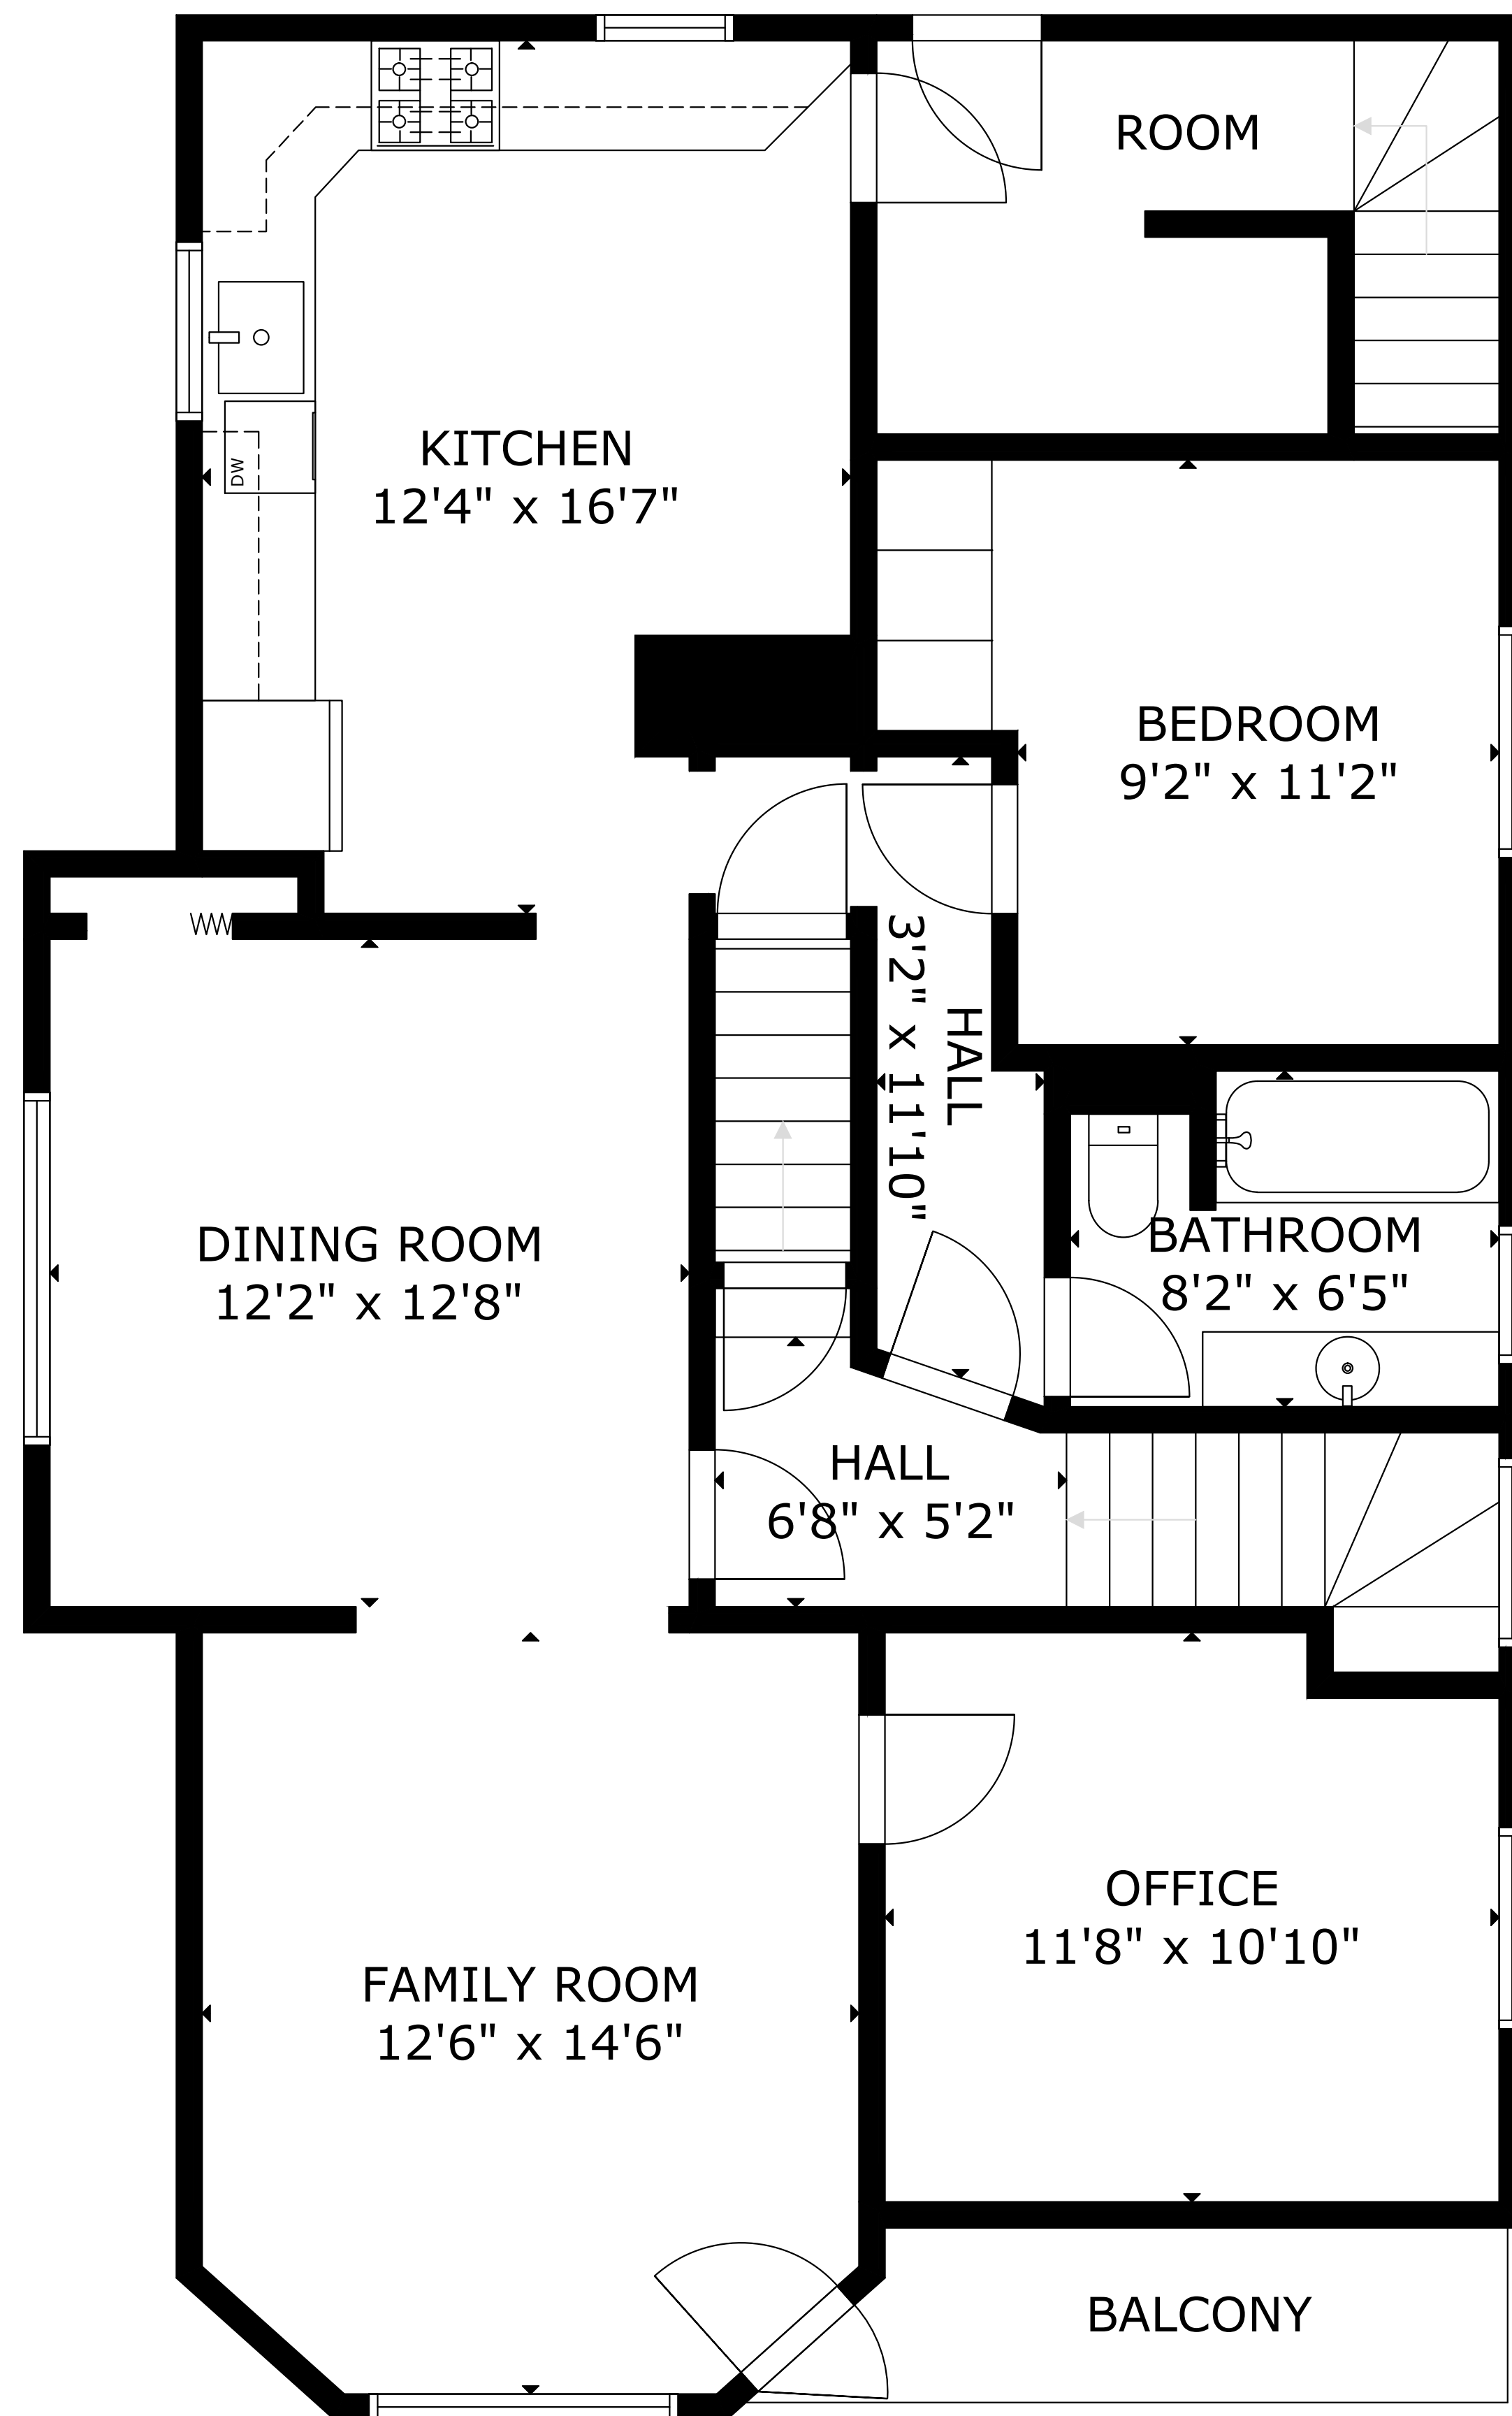 ROOM
KITCHEN
12'4" x 16'7"
DW
BEDROOM
9'2" x 11'2"
HALL
3'2" x 11'10"
DINING ROOM
12'2" x 12'8"
BATHROOM
8'2" x 6'5"
HALL
6'8" x 5'2"
OFFICE
11'8" x 10'10"
FAMILY ROOM
12'6" x 14'6"
BALCONY